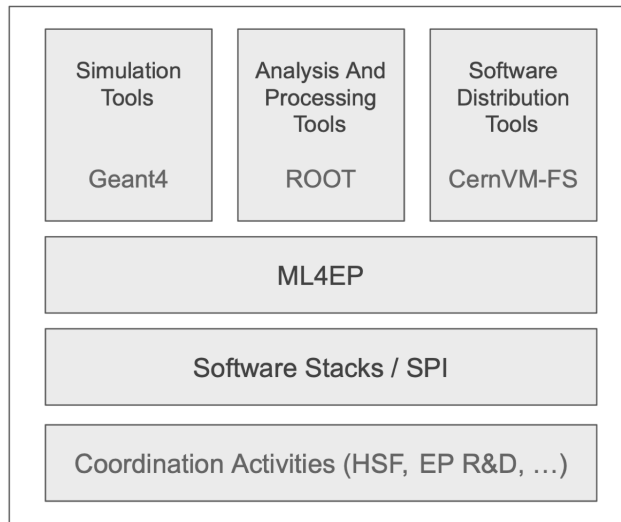 Simulation
Tools
Geant4
Analysis And
Processing
Tools
ROOT
Software
Distribution
Tools
CernVM-FS
ML4EP
Software Stacks / SPI
Coordination Activities (HSF, EP R&D, …)